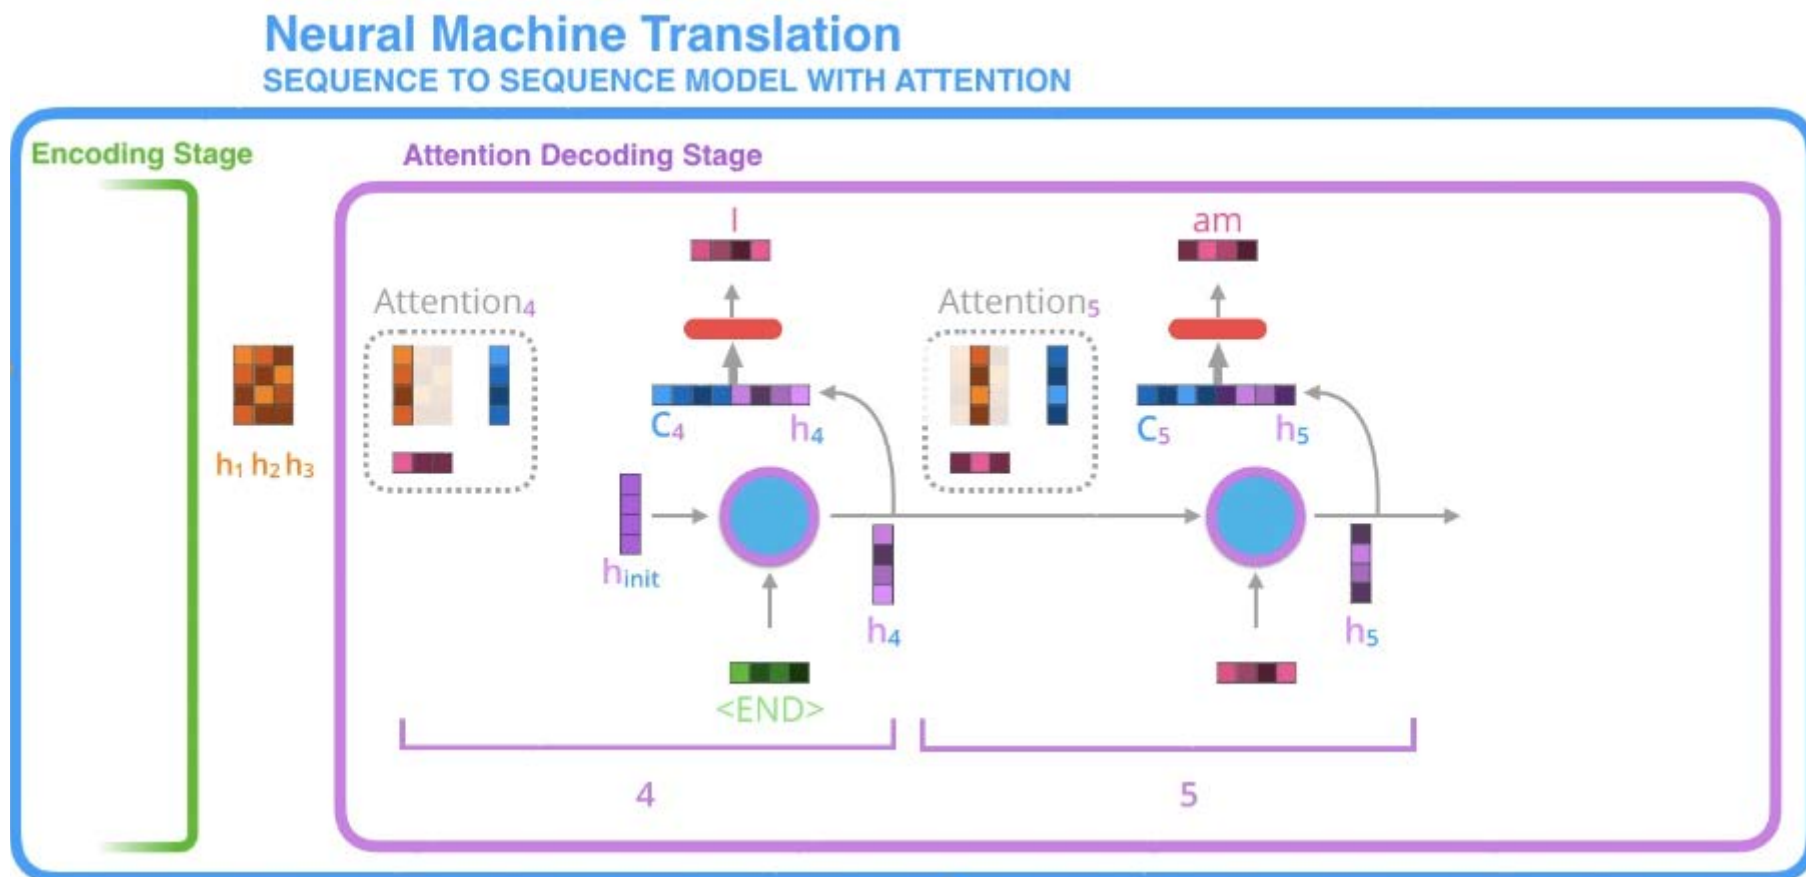 Neural Machine Translation
SEQUENCE TO SEQUENCE MODEL WITH ATTENTION
Encoding Stage
Attention Decoding Stage
I
am
Attention4
Attention5
C4
h4
C5
h5
h1 h2 h3
hinit
h4
h5
<END>
4
5